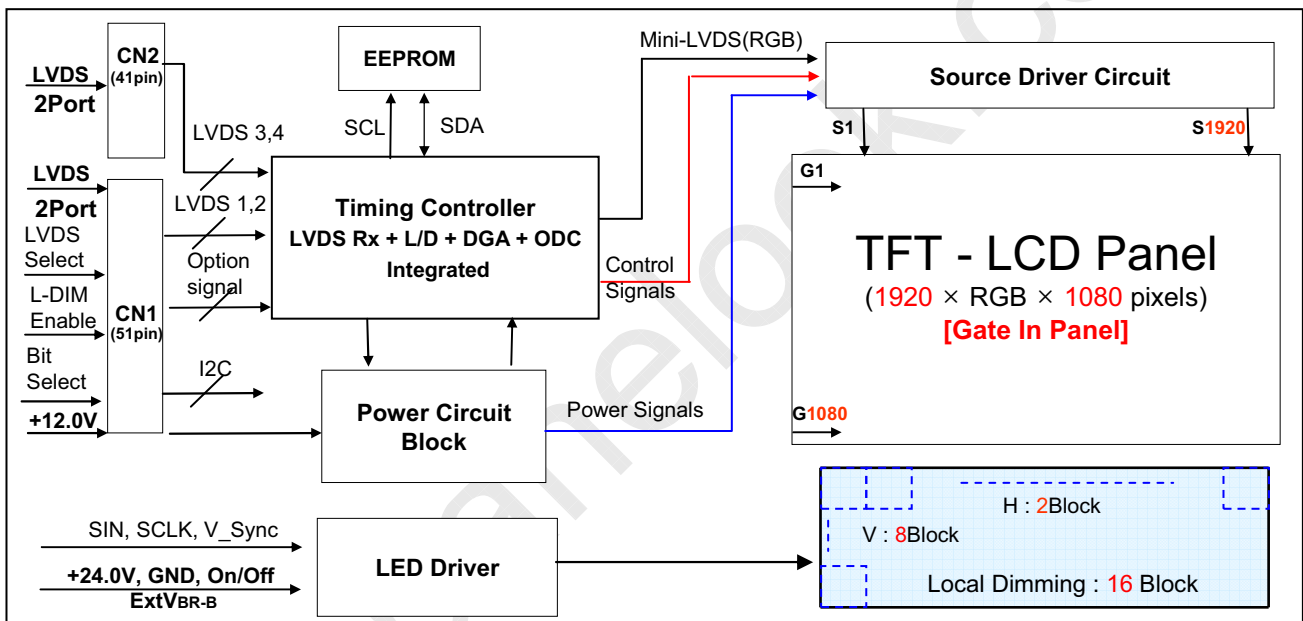 CN2
(41pin)
LVDS
2Port
EEPROM
SCL
SDA
LVDS 3,4
Mini-LVDS(RGB)
Source Driver Circuit
S1
S1920
LVDS
2Port
LVDS
Select
L-DIM
Enable
Bit
Select
+12.0V
CN1
(51pin)
LVDS 1,2
Option
signal
I2C
Timing Controller
LVDS Rx + L/D + DGA + ODC
Integrated
Control
Signals
Power Circuit
Block
Power Signals
G1
TFT - LCD Panel
(1920 × RGB × 1080 pixels)
[Gate In Panel]
G1080
SIN, SCLK, V_Sync
+24.0V, GND, On/Off
ExtVBR-B
LED Driver
H : 2Block
V : 8Block
Local Dimming : 16 Block